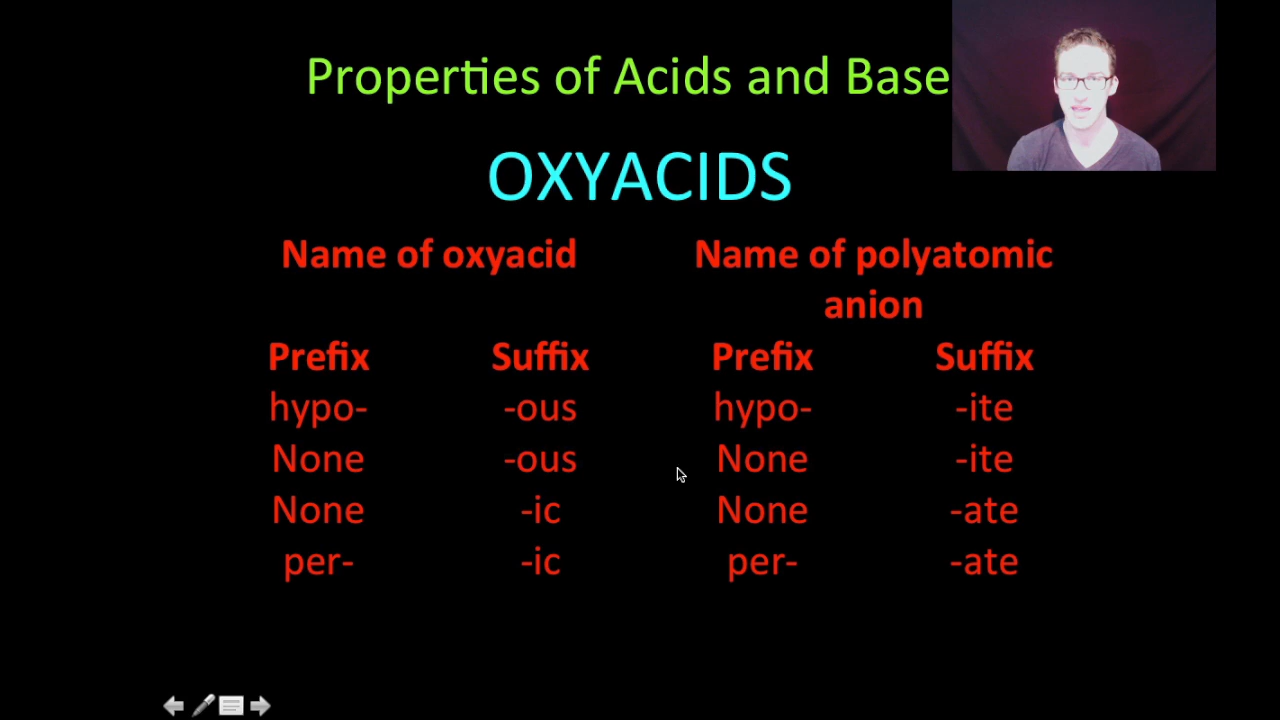 Properties of Acids and Base
OXYACIDS
Name of oxyacid Name of polyatomic
anion
Prefix Suffix Prefix Suffix
hypo- -ous hypo- -ite
None -ous None -ite
None -ic None -ate
per- -ic per- -ate